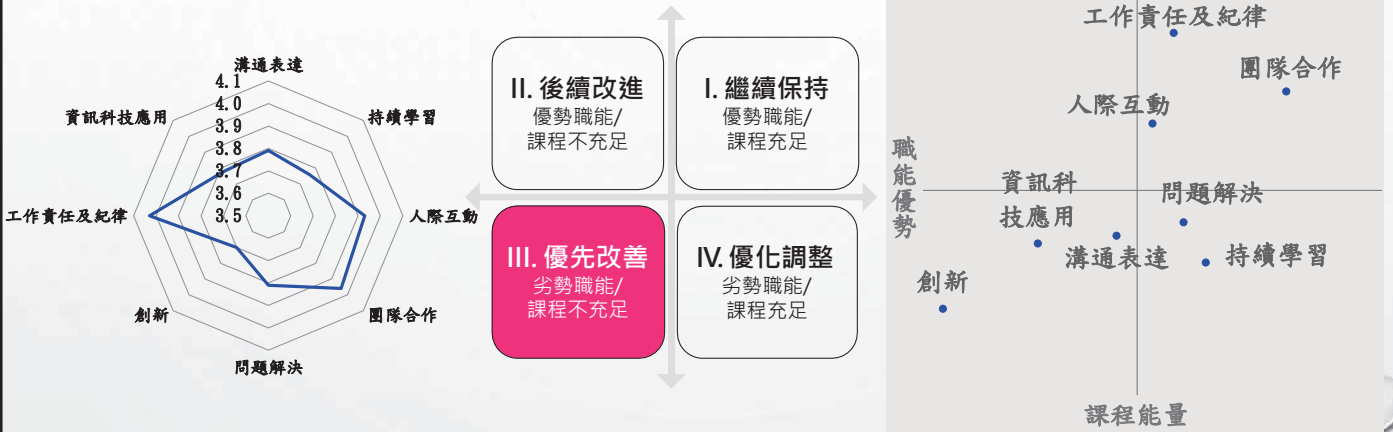 溝通表達
4.1
4.0
3.9
3.8
3.7
3.6
3.5
持續學習
人際互動
團隊合作
問題解決
創新
工作責任及紀律
資訊科技應用
II. 後續改進
優勢職能/
課程不充足
I. 繼續保持
優勢職能/
課程充足
III. 優先改善
劣勢職能/
課程不充足
IV. 優化調整
劣勢職能/
課程充足
工作責任及紀律
團隊合作
人際互動
職能優勢
資訊科
技應用
問題解決
溝通表達
持續學習
創新
課程能量